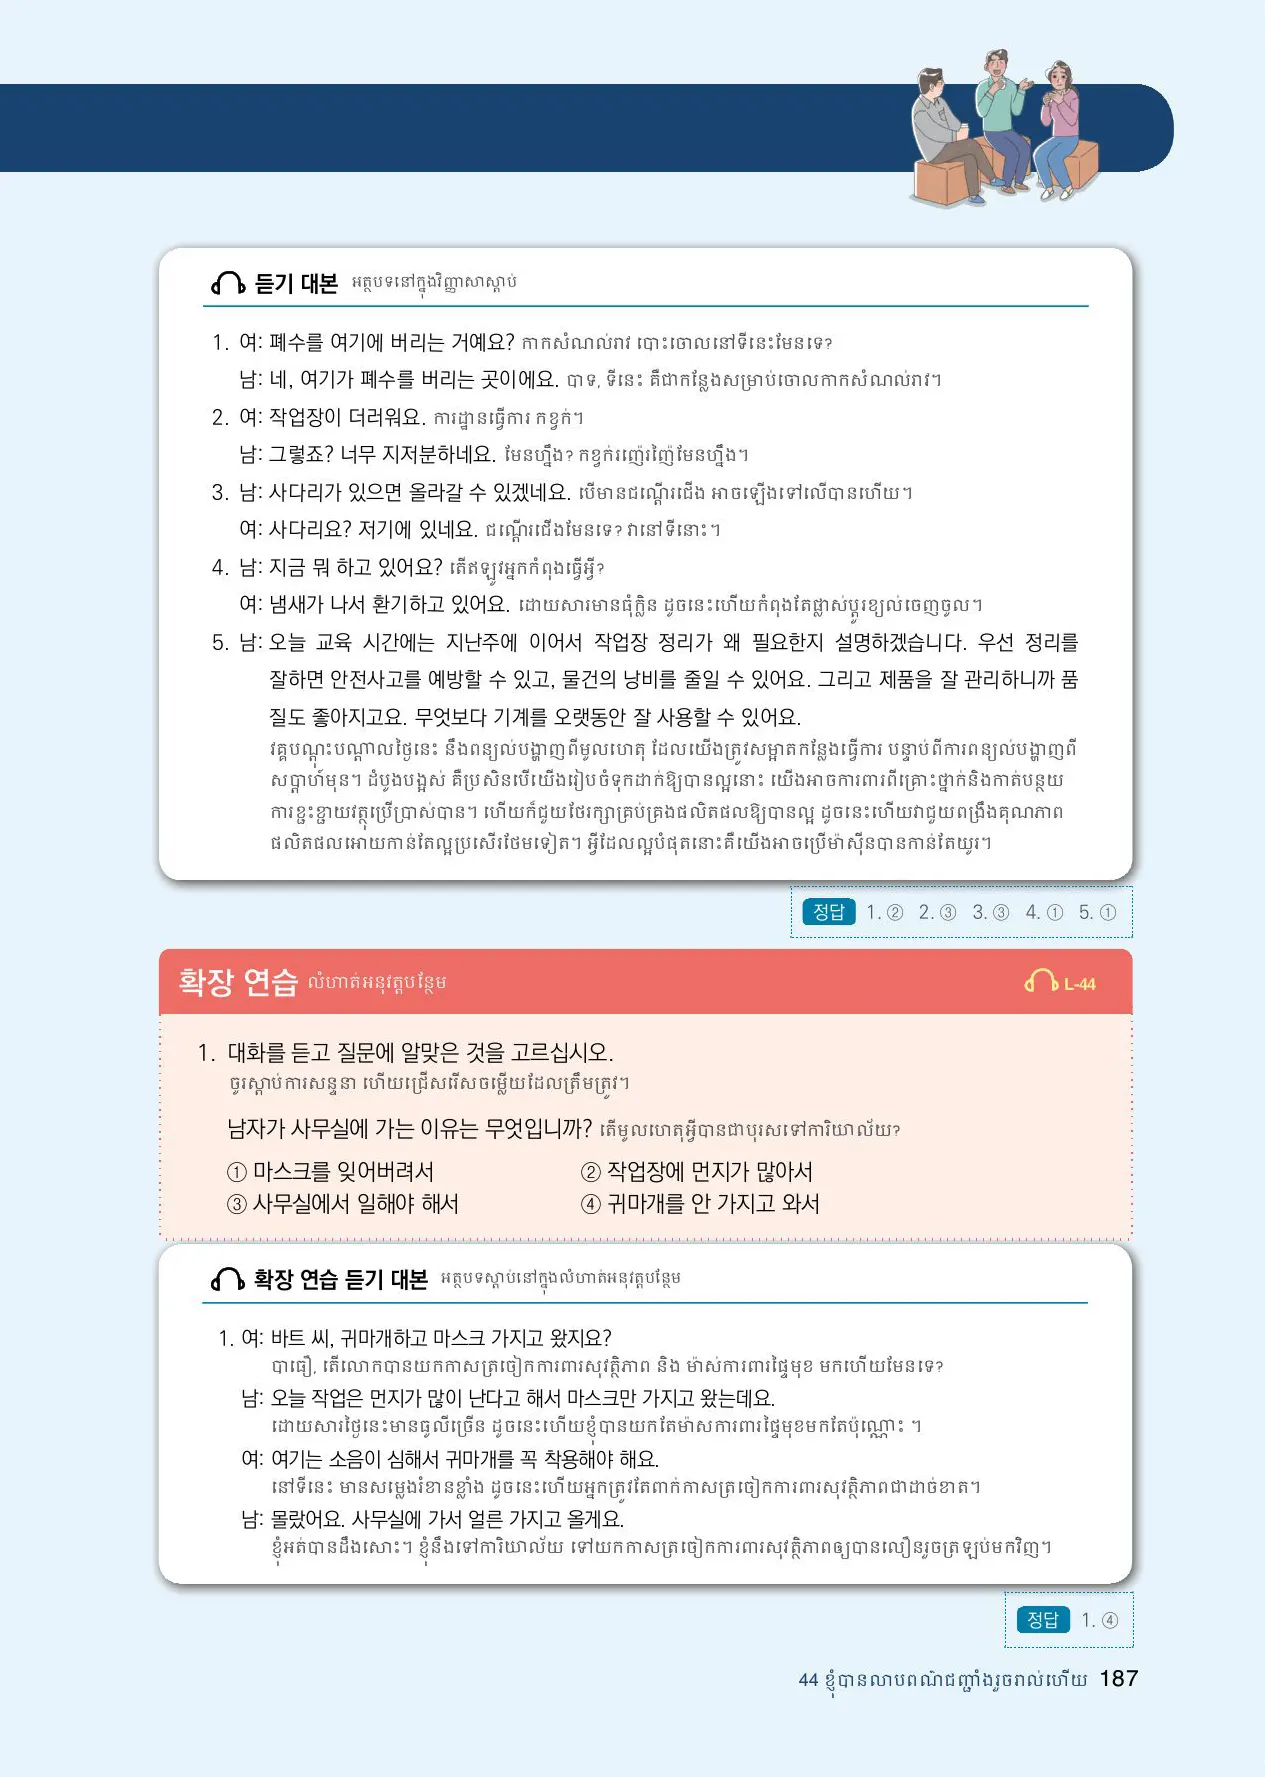 듣기 대본 អត្ថបទនៅក្នុងវិញ្ញាសាស្តាប់
1. 여: 폐수를 여기에 버리는 거예요? កាកសំណល់រាវ បោះចោលនៅទីនេះមែនទេ?
남: 네, 여기가 폐수를 버리는 곳이에요. បាទ, ទីនេះ គឺជាកន្លែងសម្រាប់ចោលកាកសំណល់រាវ។
2. 여: 작업장이 더러워요. ការដ្ឋានធ្វើការ កខ្វក់។
남: 그렇죠? 너무 지저분하네요. មែនហ្នឹង? កខ្វក់រញ៉េរញ៉ៃមែនហ្នឹង។
3. 남: 사다리가 있으면 올라갈 수 있겠네요. បើមានជណ្តើរជើង អាចឡើងទៅលើបានហើយ។
여: 사다리요? 저기에 있네요. ជណ្តើរជើងមែនទេ? វានៅទីនោះ។
4. 남: 지금 뭐 하고 있어요? តើឥឡូវអ្នកកំពុងធ្វើអ្វី?
여: 냄새가 나서 환기하고 있어요. ដោយសារមានធុំក្លិន ដូចនេះហើយកំពុងតែផ្លាស់ប្តូរខ្យល់ចេញចូល។
5. 남: 오늘 교육 시간에는 지난주에 이어서 작업장 정리가 왜 필요한지 설명하겠습니다. 우선 정리를
잘하면 안전사고를 예방할 수 있고, 물건의 낭비를 줄일 수 있어요. 그리고 제품을 잘 관리하니까 품
질도 좋아지고요. 무엇보다 기계를 오랫동안 잘 사용할 수 있어요.
វគ្គបណ្តុះបណ្តាលថ្ងៃនេះ នឹងពន្យល់បង្ហាញពីមូលហេតុ ដែលយើងត្រូវសម្អាតកន្លែងធ្វើការ បន្ទាប់ពីការពន្យល់បង្ហាញពី
សប្តាហ៍មុន។ ដំបូងបង្អស់ គឺប្រសិនបើយើងរៀបចំទុកដាក់ឱ្យបានល្អនោះ យើងអាចការពារពីគ្រោះថ្នាក់និងកាត់បន្ថយ
ការខ្ជះខ្ជាយវត្ថុប្រើប្រាស់បាន។ ហើយក៏ជួយថែរក្សាគ្រប់គ្រងផលិតផលឱ្យបានល្អ ដូចនេះហើយវាជួយពង្រឹងគុណភាព
ផលិតផលអោយកាន់តែល្អប្រសើរថែមទៀត។ អ្វីដែលល្អបំផុតនោះគឺយើងអាចប្រើម៉ាស៊ីនបានកាន់តែយូរ។
정답 1. ② 2. ③ 3. ③ 4. ① 5. ①
확장 연습 លំហាត់អនុវត្តបន្ថែម L-44
1. 대화를 듣고 질문에 알맞은 것을 고르십시오.
ចូរស្តាប់ការសន្ទនា ហើយជ្រើសរើសចម្លើយដែលត្រឹមត្រូវ។
남자가 사무실에 가는 이유는 무엇입니까? តើមូលហេតុអ្វីបានជាបុរសទៅការិយាល័យ?
① 마스크를 잊어버려서 ② 작업장에 먼지가 많아서
③ 사무실에서 일해야 해서 ④ 귀마개를 안 가지고 와서
확장 연습 듣기 대본 អត្ថបទស្តាប់នៅក្នុងលំហាត់អនុវត្តបន្ថែម
1. 여: 바트 씨, 귀마개하고 마스크 가지고 왔지요?
បាធឿ, តើលោកបានយកកាសត្រចៀកការពារសុវត្ថិភាព និង ម៉ាស់ការពារផ្ទៃមុខ មកហើយមែនទេ?
남: 오늘 작업은 먼지가 많이 난다고 해서 마스크만 가지고 왔는데요.
ដោយសារថ្ងៃនេះមានធូលីច្រើន ដូចនេះហើយខ្ញុំបានយកតែម៉ាសការពារផ្ទៃមុខមកតែប៉ុណ្ណោះ ។
여: 여기는 소음이 심해서 귀마개를 꼭 착용해야 해요.
នៅទីនេះ មានសម្លេងរំខានខ្លាំង ដូចនេះហើយអ្នកត្រូវតែពាក់កាសត្រចៀកការពារសុវត្ថិភាពជាដាច់ខាត។
남: 몰랐어요. 사무실에 가서 얼른 가지고 올게요.
ខ្ញុំអត់បានដឹងសោះ។ ខ្ញុំនឹងទៅការិយាល័យ ទៅយកកាសត្រចៀកការពារសុវត្ថិភាពឲ្យបានលឿនរួចត្រឡប់មកវិញ។
정답 1. ④
44 ខ្ញុំបានលាបពណ៌ជញ្ជាំងរួចរាល់ហើយ 187